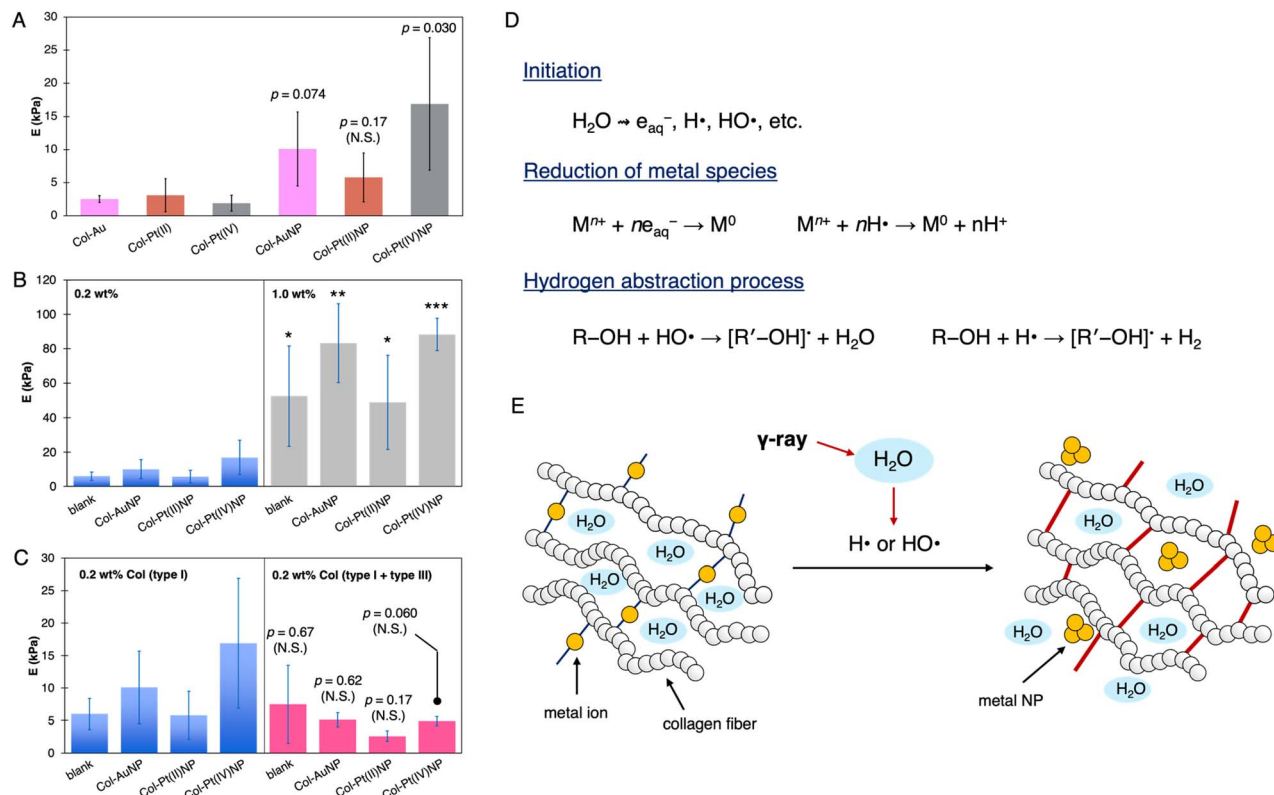 A
30
25
20
15
10
5
0
E (kPa)
p = 0.074
p = 0.17
(N.S.)
p = 0.030
Col-Au
Col-Pt(II)
Col-Pt(IV)
Col-AuNP
Col-Pt(II)NP
Col-Pt(IV)NP
B
120
100
80
60
40
20
0
E (kPa)
0.2 wt%
1.0 wt%
*
**
*
***
blank
Col-AuNP
Col-Pt(II)NP
Col-Pt(IV)NP
blank
Col-AuNP
Col-Pt(II)NP
Col-Pt(IV)NP
C
30
25
20
15
10
5
0
E (kPa)
0.2 wt% Col (type I)
0.2 wt% Col (type I + type III)
p = 0.67
(N.S.)
p = 0.62
(N.S.)
p = 0.17
(N.S.)
p = 0.060
(N.S.)
blank
Col-AuNP
Col-Pt(II)NP
Col-Pt(IV)NP
blank
Col-AuNP
Col-Pt(II)NP
Col-Pt(IV)NP
D
Initiation
H₂O ⇝ eₐq⁻, H•, HO•, etc.
Reduction of metal species
Mⁿ⁺ + neₐq⁻ → M⁰
Mⁿ⁺ + nH• → M⁰ + nH⁺
Hydrogen abstraction process
R–OH + HO• → [R′–OH]• + H₂O
R–OH + H• → [R′–OH]• + H₂
E
γ-ray
H₂O
H• or HO•
H₂O
H₂O
H₂O
H₂O
H₂O
metal ion
collagen fiber
H₂O
H₂O
H₂O
H₂O
H₂O
H₂O
metal NP